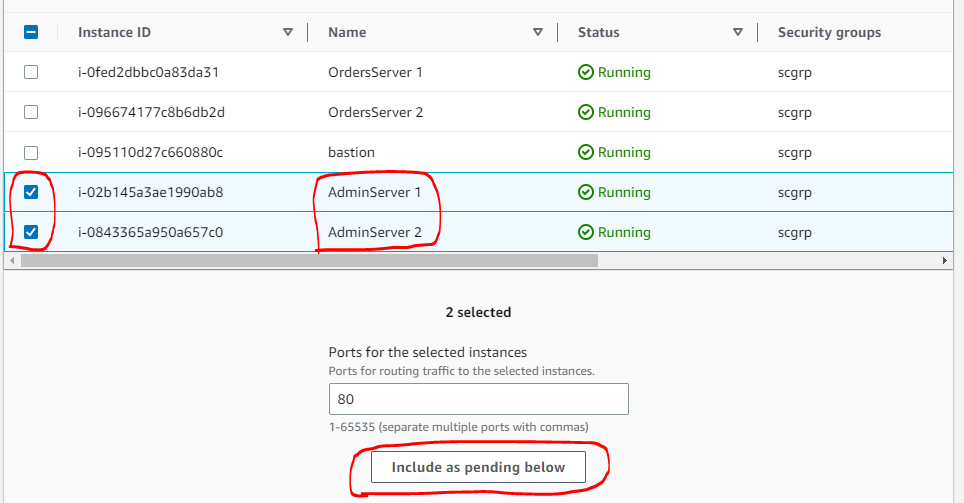 Instance ID Name Status Security groups
i-0fed2dbbc0a83da31 OrdersServer 1 Running scgrp
i-096674177c8b6db2d OrdersServer 2 Running scgrp
i-095110d27c660880c bastion Running scgrp
i-02b145a3ae1990ab8 AdminServer 1 Running scgrp
i-0843365a950a657c0 AdminServer 2 Running scgrp
2 selected
Ports for the selected instances
Ports for routing traffic to the selected instances.
80
1-65535 (separate multiple ports with commas)
Include as pending below